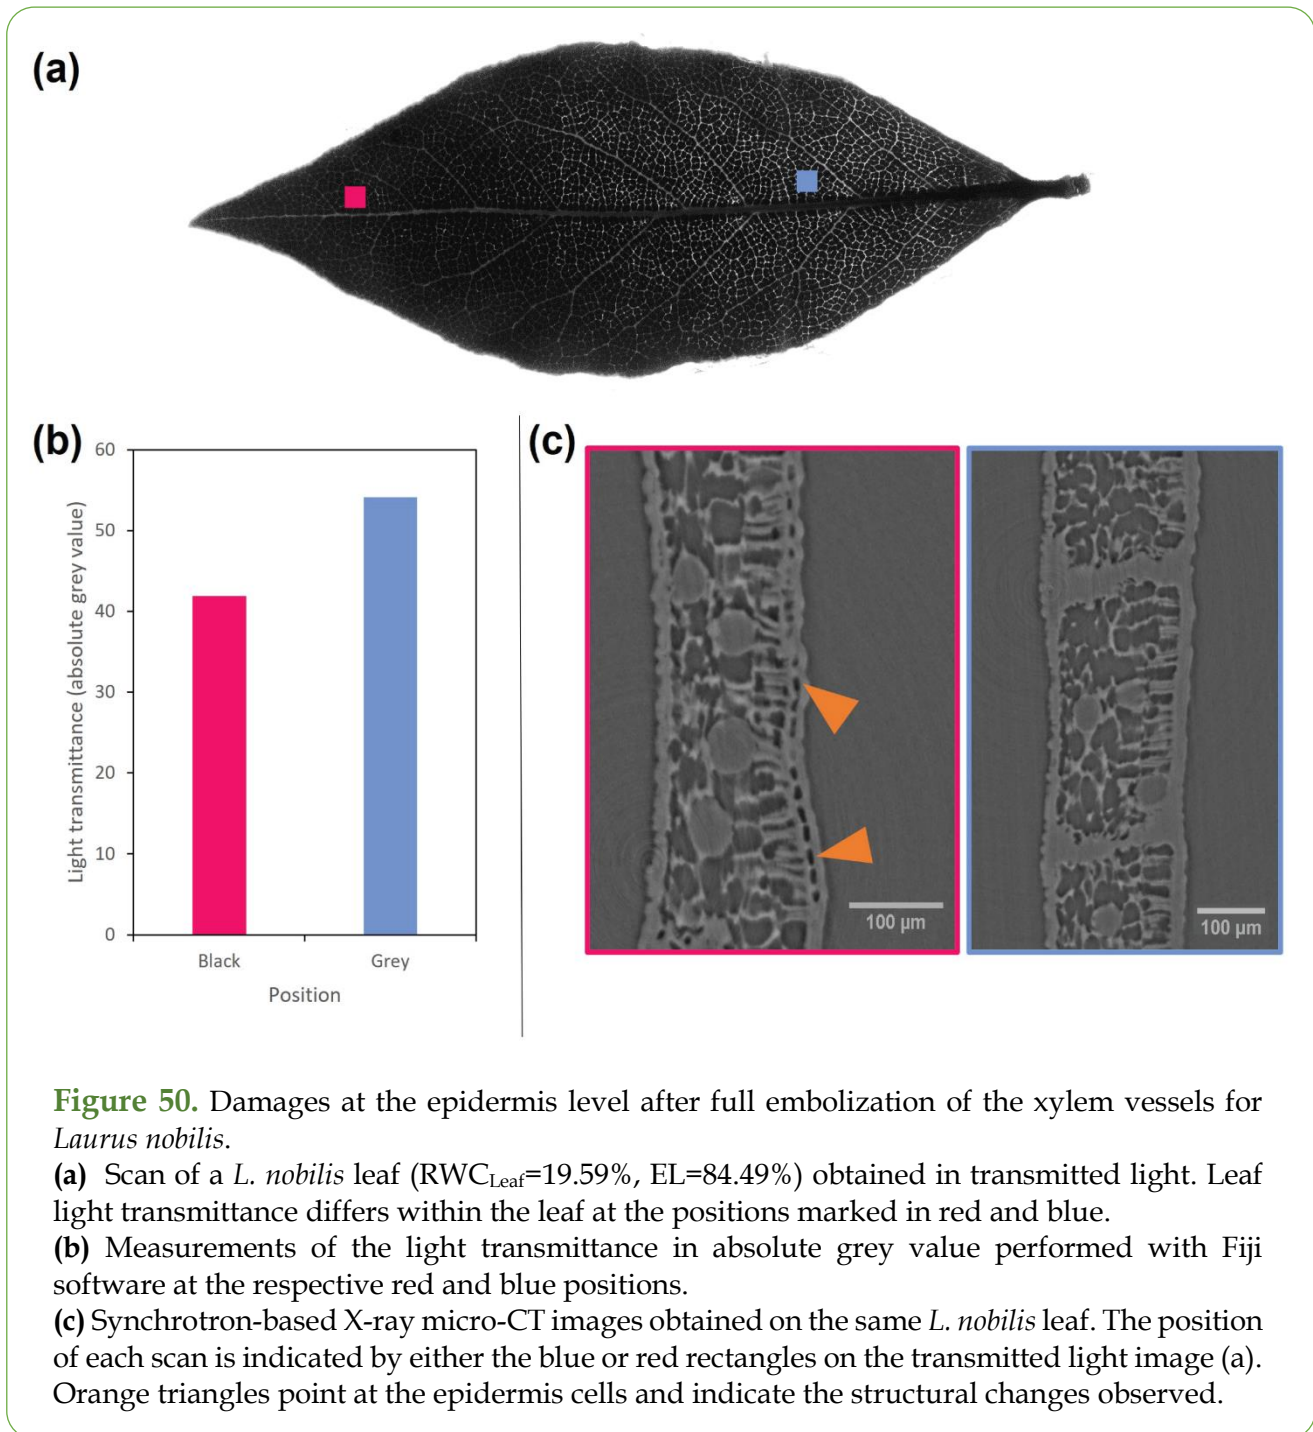 (a)
(b)
60
50
40
30
20
10
0
Light transmittance (absolute grey value)
Black
Grey
Position
(c)
100 µm
100 µm
Figure 50. Damages at the epidermis level after full embolization of the xylem vessels for
Laurus nobilis.
(a) Scan of a L. nobilis leaf (RWCLeaf=19.59%, EL=84.49%) obtained in transmitted light. Leaf
light transmittance differs within the leaf at the positions marked in red and blue.
(b) Measurements of the light transmittance in absolute grey value performed with Fiji
software at the respective red and blue positions.
(c) Synchrotron-based X-ray micro-CT images obtained on the same L. nobilis leaf. The position
of each scan is indicated by either the blue or red rectangles on the transmitted light image (a).
Orange triangles point at the epidermis cells and indicate the structural changes observed.